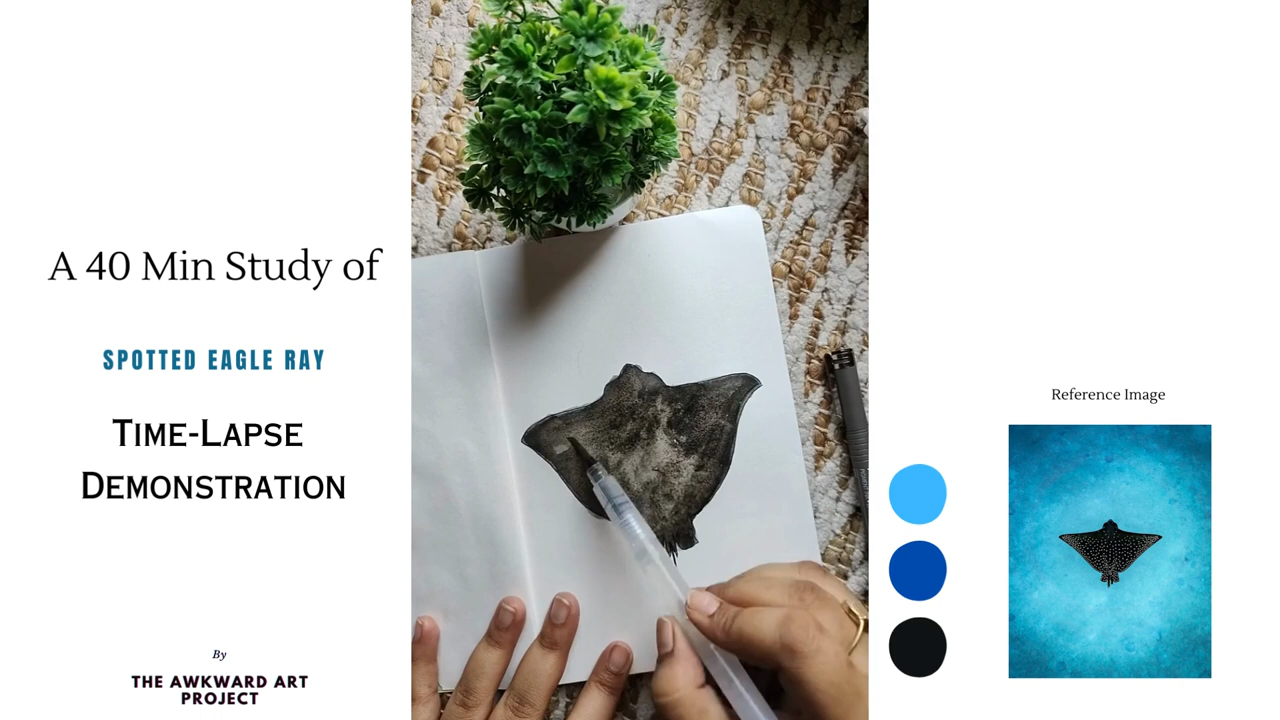 A 40 Min Study of
SPOTTED EAGLE RAY
TIME-LAPSE
DEMONSTRATION
By
THE AWKWARD ART
PROJECT
Reference Image